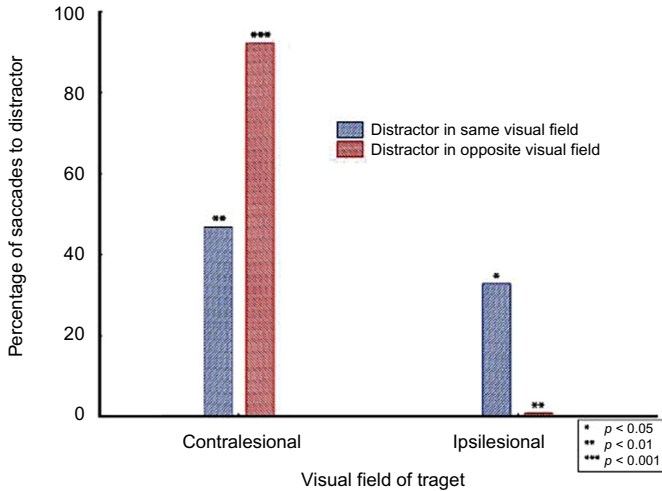 100
80
60
40
20
0
Percentage of saccades to distractor
***
**
*
**
Distractor in same visual field
Distractor in opposite visual field
Contralesional
Ipsilesional
Visual field of traget
* p < 0.05
** p < 0.01
*** p < 0.001